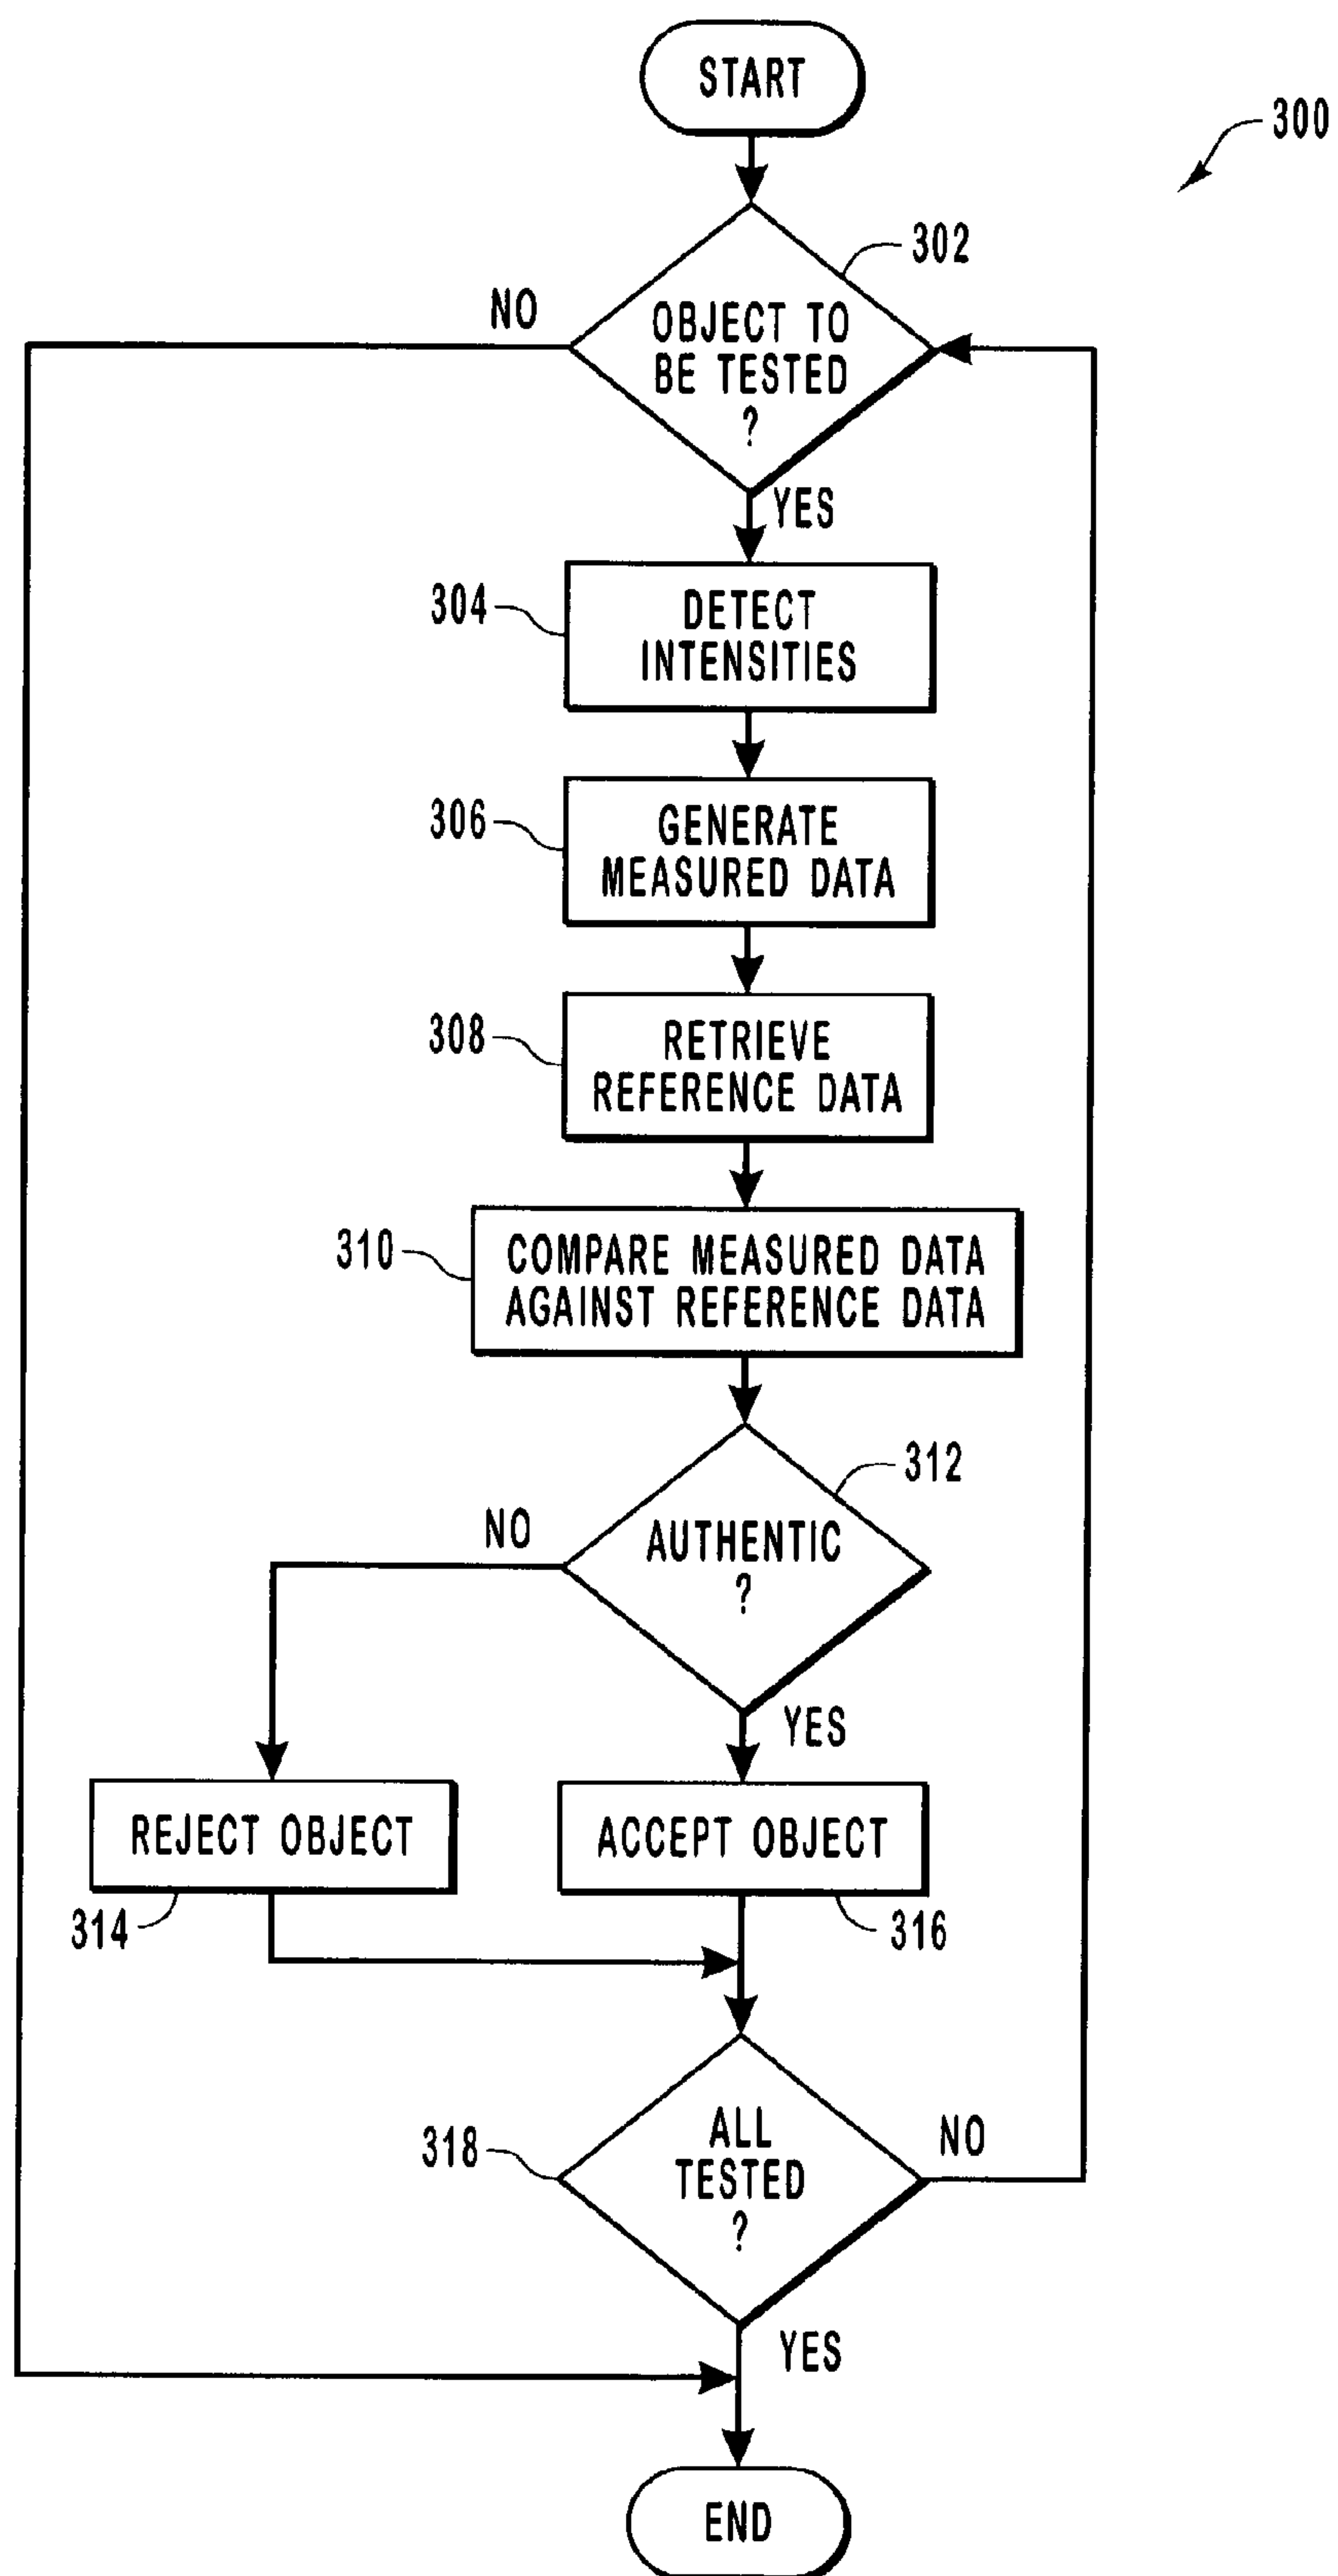 START
300
302
NO
OBJECT TO
BE TESTED
?
YES
304
DETECT
INTENSITIES
306
GENERATE
MEASURED DATA
308
RETRIEVE
REFERENCE DATA
310
COMPARE MEASURED DATA
AGAINST REFERENCE DATA
312
NO
AUTHENTIC
?
YES
REJECT OBJECT
ACCEPT OBJECT
314
316
318
ALL
TESTED
?
NO
YES
END